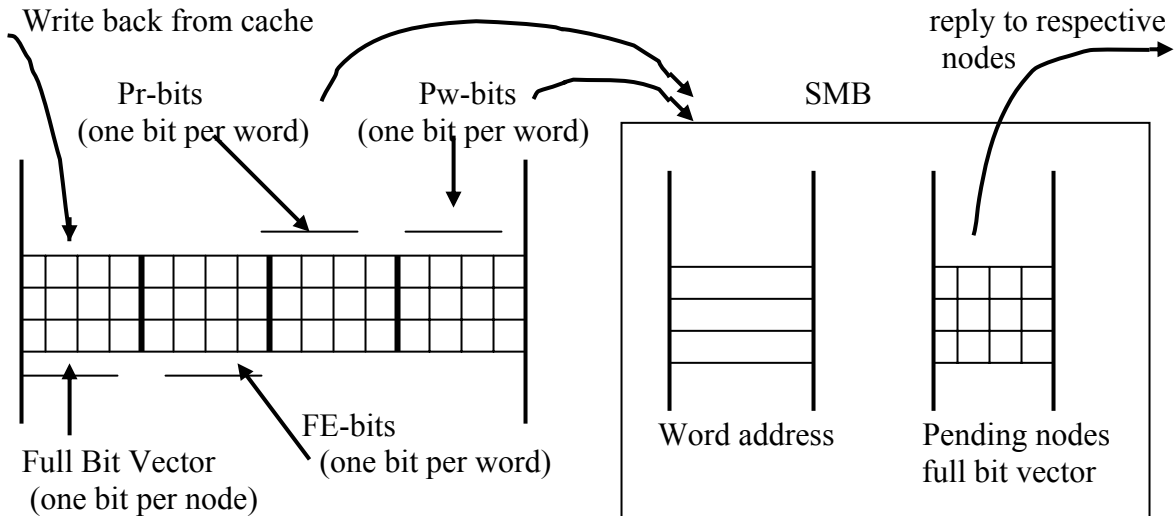 Write back from cache
reply to respective
nodes
Pr-bits
(one bit per word)
Pw-bits
(one bit per word)
SMB
FE-bits
(one bit per word)
Full Bit Vector
(one bit per node)
Word address
Pending nodes
full bit vector